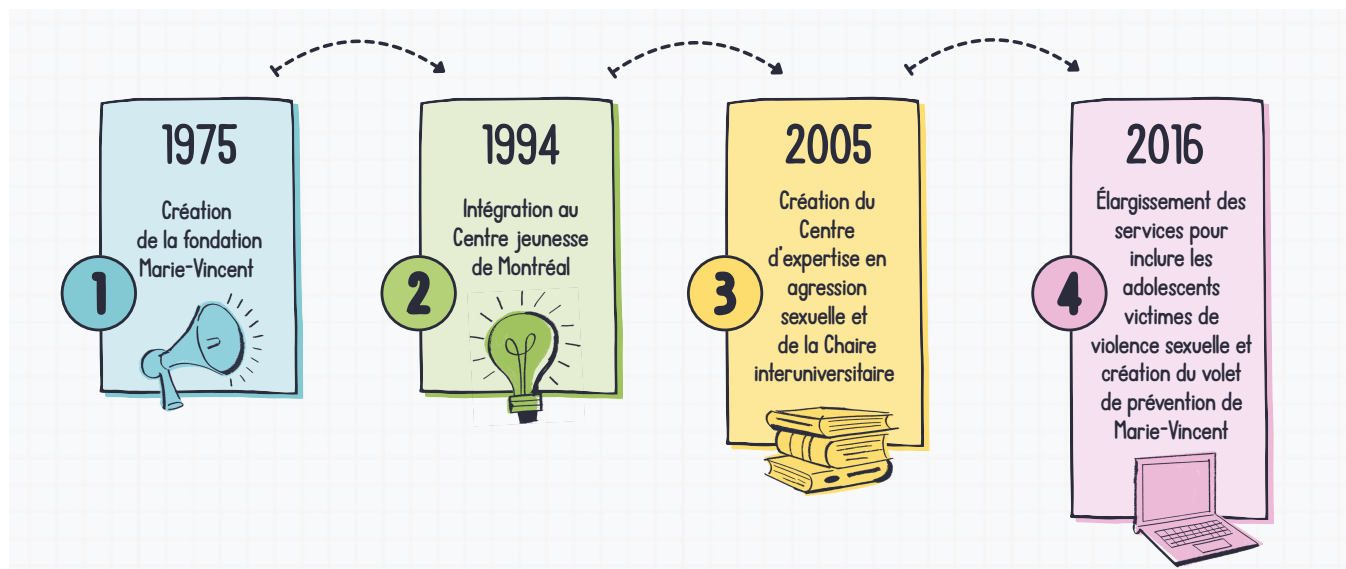 1975
Création
de la fondation
Marie-Vincent
1
1994
Intégration au
Centre jeunesse
de Montréal
2
2005
Création du
Centre
d'expertise en
agression
sexuelle et
de la Chaire
interuniversitaire
3
2016
Élargissement des
services pour
inclure les
adolescents
victimes de
violence sexuelle et
création du volet
de prévention de
Marie-Vincent
4